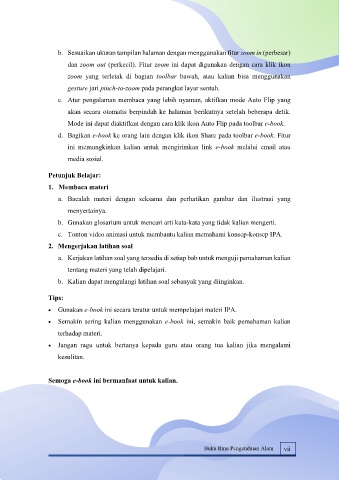 b. Sesuaikan ukuran tampilan halaman dengan menggunakan fitur zoom in (perbesar)
dan zoom out (perkecil). Fitur zoom ini dapat digunakan dengan cara klik ikon
zoom yang terletak di bagian toolbar bawah, atau kalian bisa menggunakan
gesture jari pinch-to-zoom pada perangkat layar sentuh.
c. Atur pengalaman membaca yang lebih nyaman, aktifkan mode Auto Flip yang
akan secara otomatis berpindah ke halaman berikutnya setelah beberapa detik.
Mode ini dapat diaktifkan dengan cara klik ikon Auto Flip pada toolbar e-book.
d. Bagikan e-book ke orang lain dengan klik ikon Share pada toolbar e-book. Fitur
ini memungkinkan kalian untuk mengirimkan link e-book melalui email atau
media sosial.
Petunjuk Belajar:
1. Membaca materi
a. Bacalah materi dengan seksama dan perhatikan gambar dan ilustrasi yang
menyertainya.
b. Gunakan glosarium untuk mencari arti kata-kata yang tidak kalian mengerti.
c. Tonton video animasi untuk membantu kalian memahami konsep-konsep IPA.
2. Mengerjakan latihan soal
a. Kerjakan latihan soal yang tersedia di setiap bab untuk menguji pemahaman kalian
tentang materi yang telah dipelajari.
b. Kalian dapat mengulangi latihan soal sebanyak yang diinginkan.
Tips:
• Gunakan e-book ini secara teratur untuk mempelajari materi IPA.
• Semakin sering kalian menggunakan e-book ini, semakin baik pemahaman kalian
terhadap materi.
• Jangan ragu untuk bertanya kepada guru atau orang tua kalian jika mengalami
kesulitan.
Semoga e-book ini bermanfaat untuk kalian.
Buku Ilmu Pengetahuan Alam vii